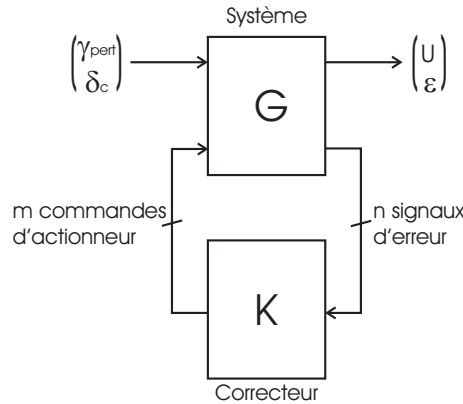 Système
γpert
δc
G
U
ε
m commandes
d'actionneur
n signaux
d'erreur
K
Correcteur